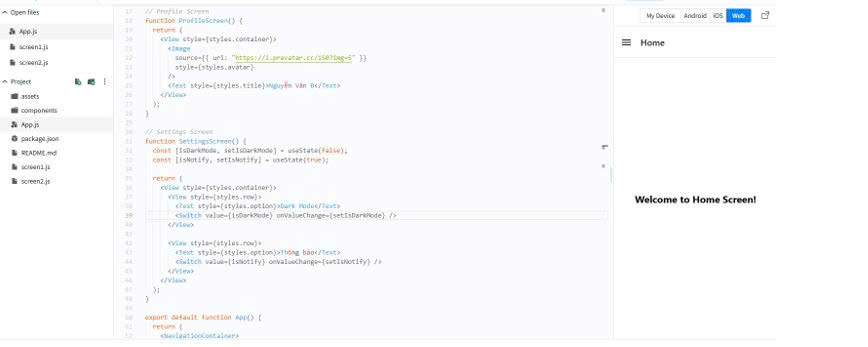 Open files
App.js
screen1.js
screen2.js
Project
assets
components
App.js
package.json
README.md
screen1.js
screen2.js
17 // Profile Screen
18 function ProfileScreen() {
19 return (
20 <View style={styles.container}>
21 <Image
22 source={{ uri: "https://i.pravatar.cc/150?img=5" }}
23 style={styles.avatar}
24 />
25 <Text style={styles.title}>Nguyễn Văn B</Text>
26 </View>
27 );
28 }
29
30 // Settings Screen
31 function SettingsScreen() {
32 const [isDarkMode, setIsDarkMode] = useState(false);
33 const [isNotify, setIsNotify] = useState(true);
34
35 return (
36 <View style={styles.container}>
37 <View style={styles.row}>
38 <Text style={styles.option}>Dark Mode</Text>
39 <Switch value={isDarkMode} onValueChange={setIsDarkMode} />
40 </View>
41
42 <View style={styles.row}>
43 <Text style={styles.option}>Thông báo</Text>
44 <Switch value={isNotify} onValueChange={setIsNotify} />
45 </View>
46 </View>
47 );
48 }
49
50 export default function App() {
51 return (
52 <NavigationContainer>
My Device Android iOS Web
Home
Welcome to Home Screen!